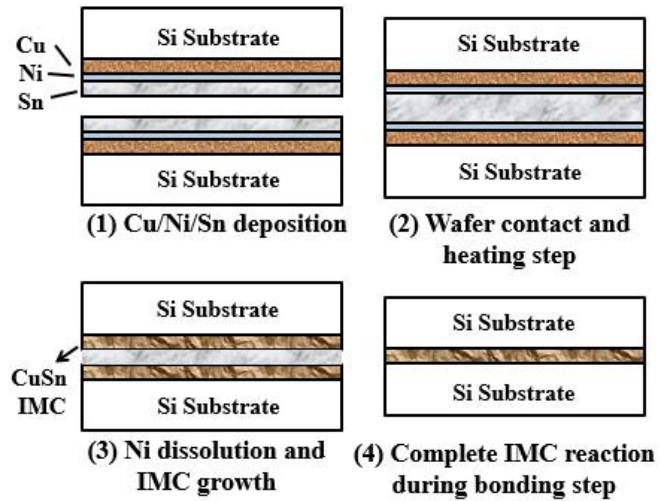 Si Substrate
Cu
Ni
Sn
Si Substrate
(1) Cu/Ni/Sn deposition
Si Substrate
Si Substrate
(2) Wafer contact and
heating step
Si Substrate
CuSn
IMC
Si Substrate
(3) Ni dissolution and
IMC growth
Si Substrate
Si Substrate
(4) Complete IMC reaction
during bonding step